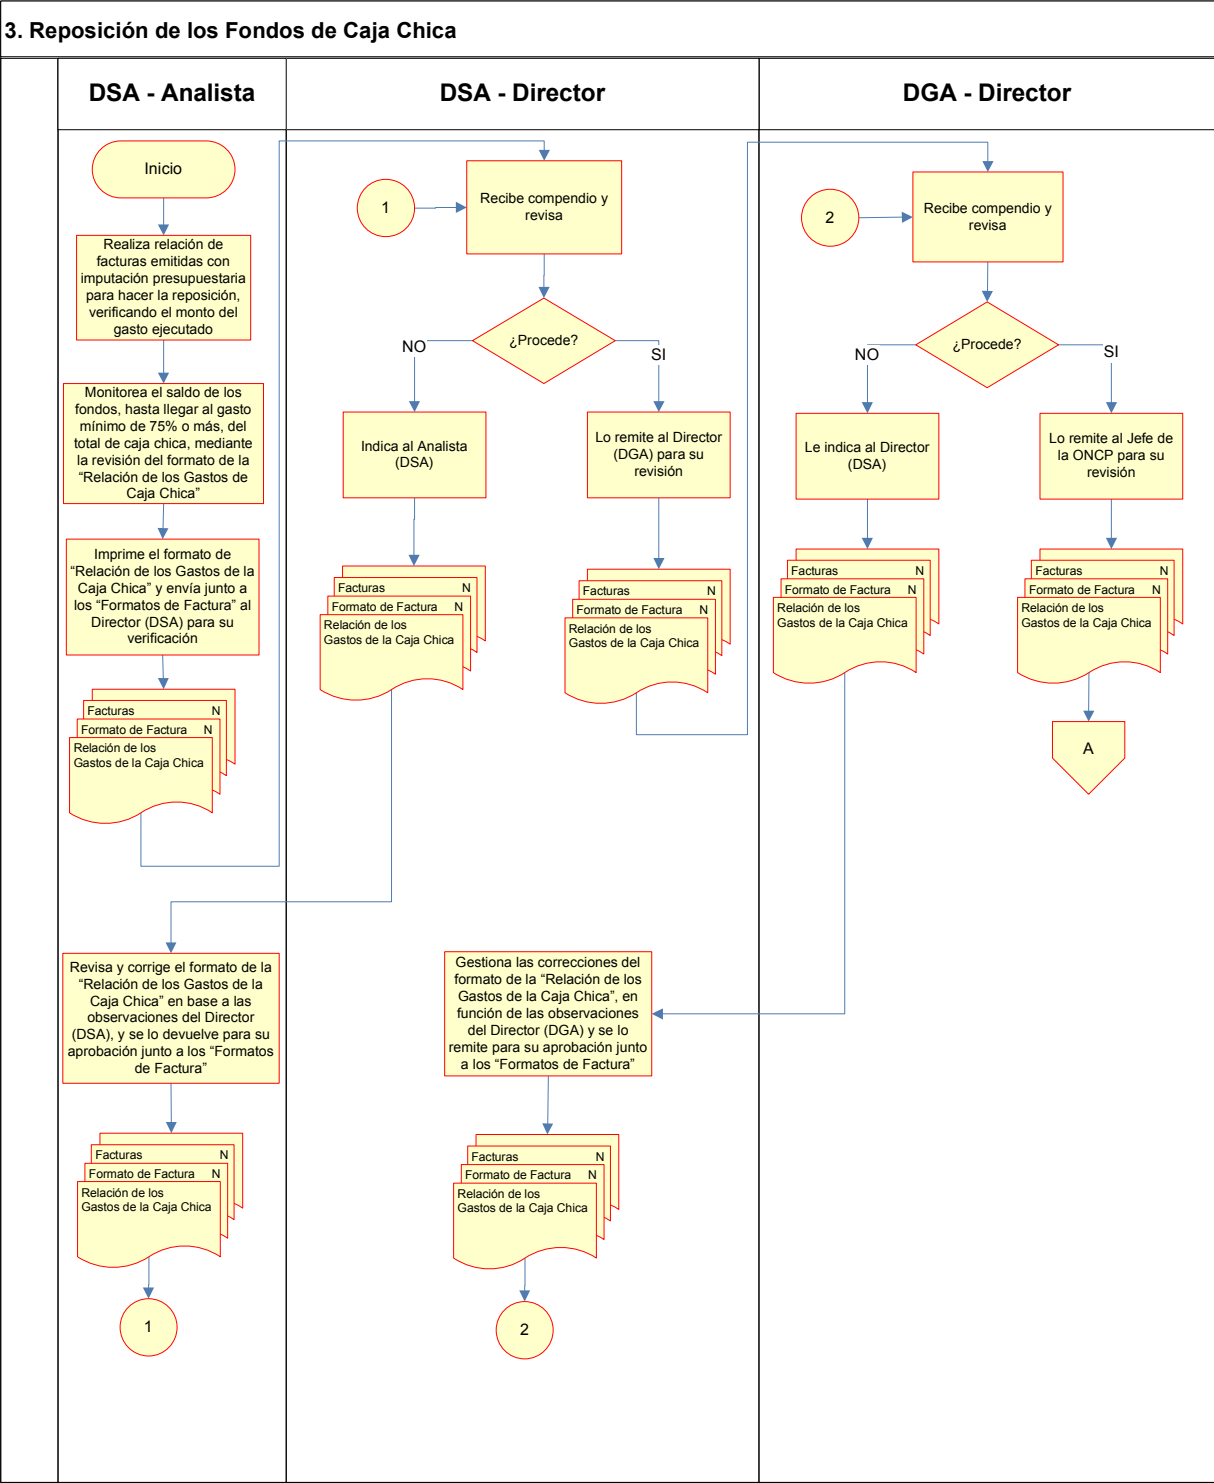 3. Reposición de los Fondos de Caja Chica
DSA - Analista
DSA - Director
DGA - Director
Inicio
Realiza relación de
facturas emitidas con
imputación presupuestaria
para hacer la reposición,
verificando el monto del
gasto ejecutado
Monitorea el saldo de los
fondos, hasta llegar al gasto
mínimo de 75% o más, del
total de caja chica, mediante
la revisión del formato de la
“Relación de los Gastos de
Caja Chica”
Imprime el formato de
“Relación de los Gastos de la
Caja Chica” y envía junto a
los “Formatos de Factura” al
Director (DSA) para su
verificación
Facturas N
Formato de Factura N
Relación de los
Gastos de la Caja Chica
Revisa y corrige el formato de la
“Relación de los Gastos de la
Caja Chica” en base a las
observaciones del Director
(DSA), y se lo devuelve para su
aprobación junto a los “Formatos
de Factura”
Facturas N
Formato de Factura N
Relación de los
Gastos de la Caja Chica
1
1
Recibe compendio y
revisa
¿Procede?
NO
SI
Indica al Analista
(DSA)
Lo remite al Director
(DGA) para su
revisión
Facturas N
Formato de Factura N
Relación de los
Gastos de la Caja Chica
Facturas N
Formato de Factura N
Relación de los
Gastos de la Caja Chica
Gestiona las correcciones del
formato de la “Relación de los
Gastos de la Caja Chica”, en
función de las observaciones
del Director (DGA) y se lo
remite para su aprobación junto
a los “Formatos de Factura”
Facturas N
Formato de Factura N
Relación de los
Gastos de la Caja Chica
2
2
Recibe compendio y
revisa
¿Procede?
NO
SI
Le indica al Director
(DSA)
Lo remite al Jefe de
la ONCP para su
revisión
Facturas N
Formato de Factura N
Relación de los
Gastos de la Caja Chica
Facturas N
Formato de Factura N
Relación de los
Gastos de la Caja Chica
A